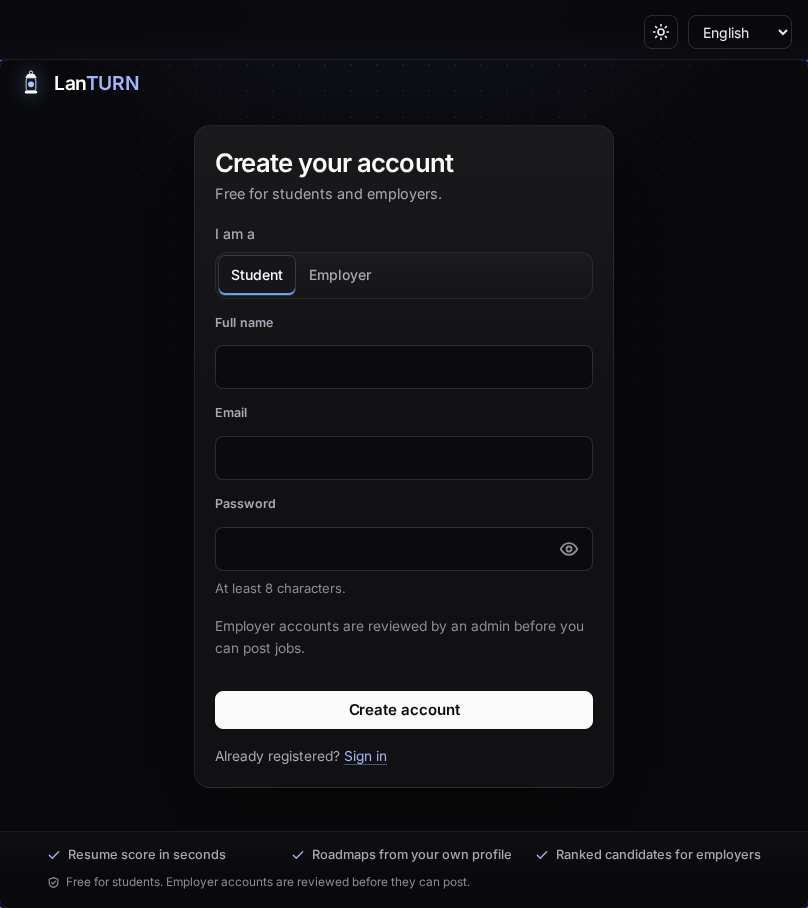 English
LanTURN
Create your account
Free for students and employers.
I am a
Student Employer
Full name
Email
Password
At least 8 characters.
Employer accounts are reviewed by an admin before you
can post jobs.
Create account
Already registered? Sign in
Resume score in seconds Roadmaps from your own profile Ranked candidates for employers
Free for students. Employer accounts are reviewed before they can post.